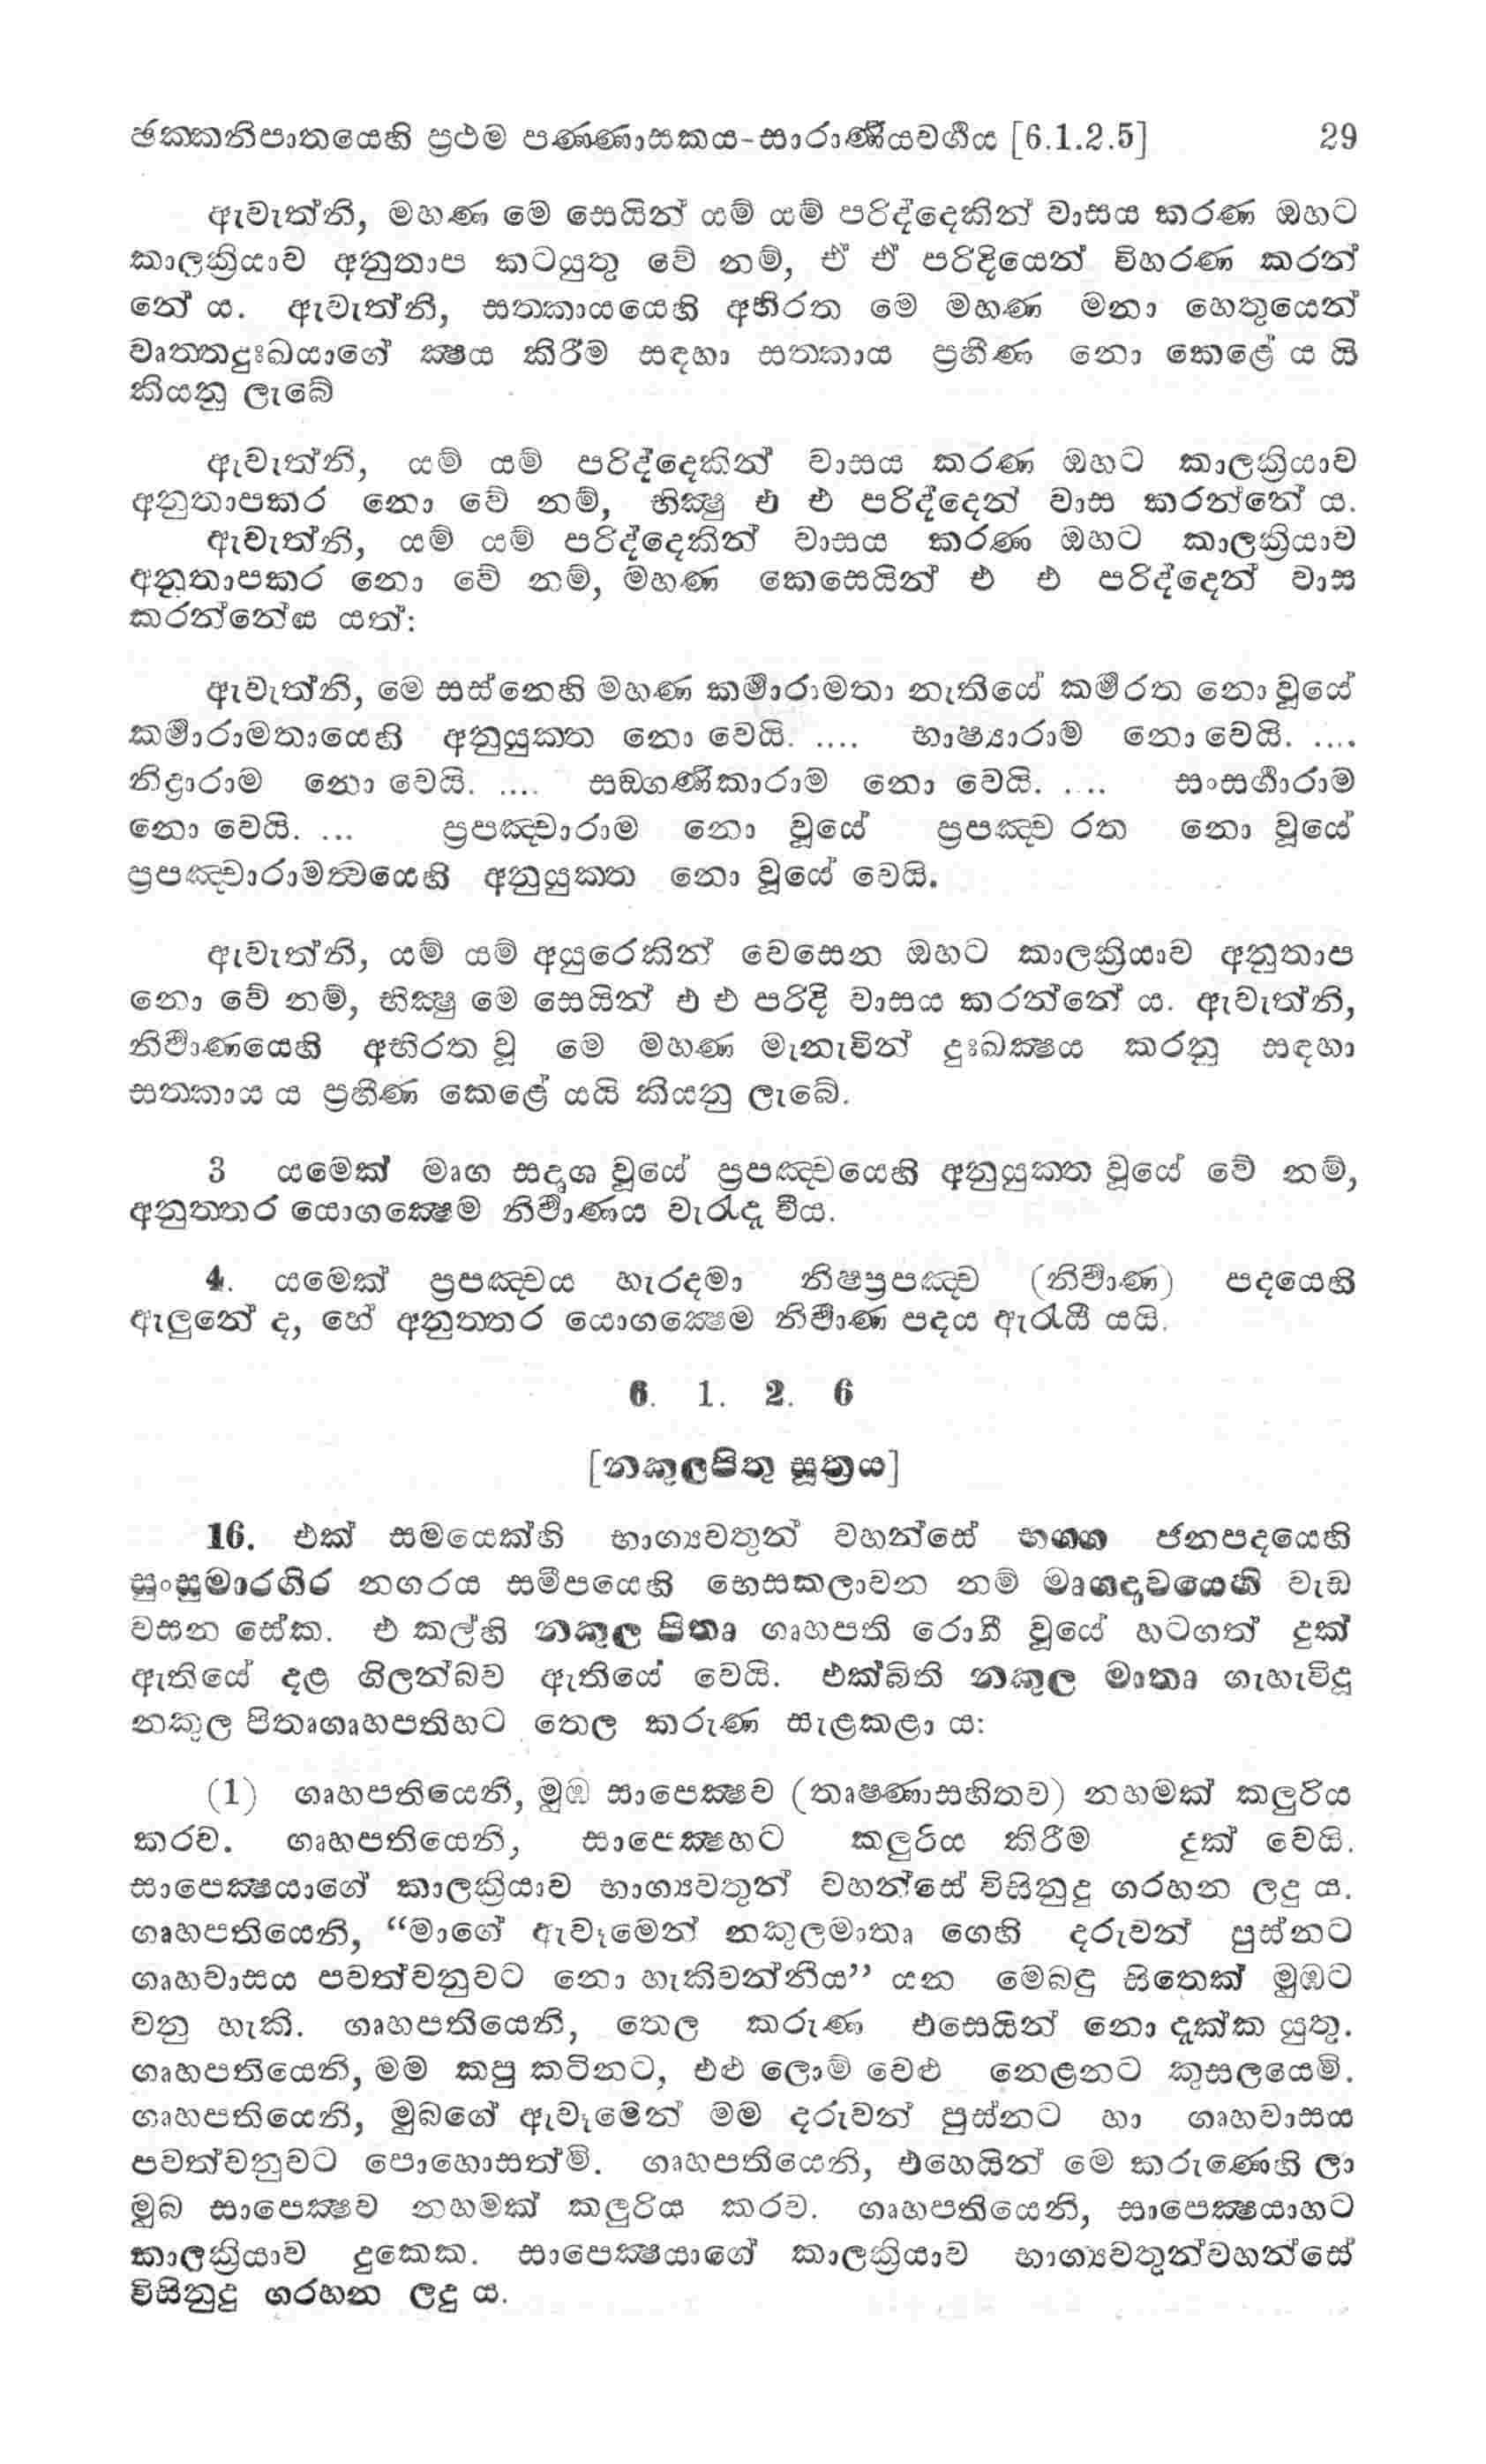 ඡක්කනිපාතයෙහි ප්‍රථම පණ්ණාසකය-සාරාණීයවර්‍ගය [6.1.2.5] 29
ඇවැත්නි, මහණ මෙ සෙයින් යම් යම් පරිද්දෙකින් වාසය කරණ ඔහට
කාලක්‍රියාව අනුතාප කටයුතු වේ නම්, ඒ ඒ පරිදියෙන් විහරණ කරන්
නේ ය. ඇවැත්නි, සත්කායයෙහි අභිරත මෙ මහණ මනා හෙතුයෙන්
වෘත්තදුඃඛයාගේ ක්‍ෂය කිරීම සඳහා සත්කාය ප්‍රහීණ නො කෙළේ ය යි
කියනු ලැබේ
ඇවැත්නි, යම් යම් පරිද්දෙකින් වාසය කරණ ඔහට කාලක්‍රියාව
අනුතාපකර නො වේ නම්, භික්‍ෂු එ එ පරිද්දෙන් වාස කරන්නේ ය.
ඇවැත්නි, යම් යම් පරිද්දෙකින් වාසය කරණ ඔහට කාලක්‍රියාව
අනුතාපකර නො වේ නම්, මහණ කෙසෙයින් එ එ පරිද්දෙන් වාස
කරන්නේය යත්:
ඇවැත්නි, මෙ සස්නෙහි මහණ කර්‍මාරාමතා නැතියේ කර්‍මරත නො වූයේ
කර්‍මාරාමතායෙහි අනුයුක්ත නො වෙයි. .... භාෂ්‍යාරාම නො වෙයි. ....
නිද්‍රාරාම නො වෙයි. .... සඞ්ගණිකාරාම නො වෙයි. .... සංසර්‍ගාරාම
නො වෙයි. ... ප්‍රපඤ්චාරාම නො වූයේ ප්‍රපඤ්ච රත නො වූයේ
ප්‍රපඤ්චාරාමත්‍වයෙහි අනුයුක්ත නො වූයේ වෙයි.
ඇවැත්නි, යම් යම් අයුරෙකින් වෙසෙන ඔහට කාලක්‍රියාව අනුතාප
නො වේ නම්, භික්‍ෂු මෙ සෙයින් එ එ පරිදි වාසය කරන්නේ ය. ඇවැත්නි,
නිර්‍වාණයෙහි අභිරත වූ මෙ මහණ මැනැවින් දුඃඛක්‍ෂය කරනු සඳහා
සත්කාය ය ප්‍රහීණ කෙළේ යයි කියනු ලැබේ.
3 යමෙක් මෘග සදෘශ වූයේ ප්‍රපඤ්චයෙහි අනුයුක්ත වූයේ වේ නම්,
අනුත්තර යොගක්‍ෂෙම නිර්‍වාණය වැරැදූ වීය.
4. යමෙක් ප්‍රපඤ්චය හැරදමා නිෂ්ප්‍රපඤ්ච (නිර්‍වාණ) පදයෙහි
ඇලුනේ ද, හේ අනුත්තර යොගක්‍ෂෙම නිර්‍වාණ පදය ඇරැයී යයි.
6. 1. 2. 6
[නකුලපිතු සූත්‍රය]
16. එක් සමයෙක්හි භාග්‍යවතුන් වහන්සේ භග්ග ජනපදයෙහි
සුංසුමාරගිර නගරය සමීපයෙහි භෙසකලාවන නම් මෘගදාවයෙහි වැඩ
වසන සේක. එ කල්හි නකුල පිතෘ ගෘහපති රොගී වූයේ හටගත් දුක්
ඇතියේ දළ ගිලන්බව ඇතියේ වෙයි. එක්බිති නකුල මාතෘ ගැහැවිදූ
නකුල පිතෘගෘහපතිහට තෙල කරුණ සැළකළා ය:
(1) ගෘහපතියෙනි, මුඹ සාපෙක්‍ෂව (තෘෂ්ණාසහිතව) නහමක් කලුරිය
කරව. ගෘහපතියෙනි, සාපෙක්‍ෂහට කලුරිය කිරීම දුක් වෙයි.
සාපෙක්‍ෂයාගේ කාලක්‍රියාව භාග්‍යවතුන් වහන්සේ විසිනුදු ගරහන ලදු ය.
ගෘහපතියෙනි, “මාගේ ඇවෑමෙන් නකුලමාතෘ ගෙහි දරුවන් පුස්නට
ගෘහවාසය පවත්වනුවට නො හැකිවන්නීය” යන මෙබඳු සිතෙක් මුඹට
වනු හැකි. ගෘහපතියෙනි, තෙල කරුණ එසෙයින් නො දැක්ක යුතු.
ගෘහපතියෙනි, මම කපු කටිනට, එළු ලොම් වෙළු නෙළනට කුසලයෙමි.
ගෘහපතියෙනි, මුබගේ ඇවෑමෙන් මම දරුවන් පුස්නට හා ගෘහවාසය
පවත්වනුවට පොහොසත්මි. ගෘහපතියෙනි, එහෙයින් මෙ කරුණෙහි ලා
මුබ සාපෙක්‍ෂව නහමක් කලුරිය කරව. ගෘහපතියෙනි, සාපෙක්‍ෂයාහට
කාලක්‍රියාව දුකෙක. සාපෙක්‍ෂයාගේ කාලක්‍රියාව භාග්‍යවතුන්වහන්සේ
විසිනුදු ගරහන ලදු ය.